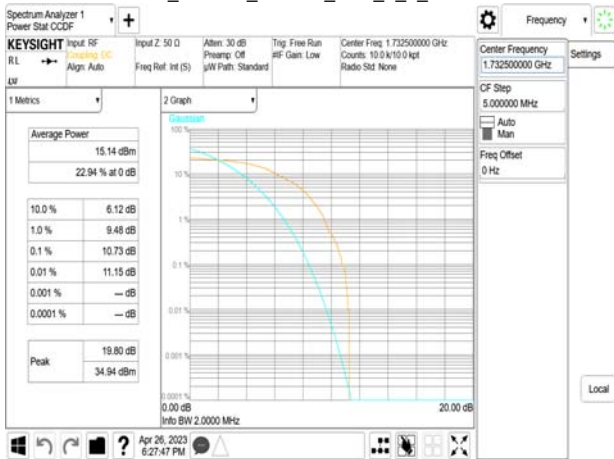 Spectrum Analyzer 1
Power Stat CCDF
+
Frequency
KEYSIGHT
RL
Input: RF
Coupling: DC
Align: Auto
Input Z: 50 Ω
Freq Ref: Int (S)
Atten: 30 dB
Preamp: Off
µW Path: Standard
Trig: Free Run
#IF Gain: Low
Center Freq: 1.732500000 GHz
Counts: 10.0 k/10.0 kpt
Radio Std: None
Center Frequency
1.732500000 GHz
Settings
CF Step
5.000000 MHz
Auto
Man
Freq Offset
0 Hz
Local
1 Metrics
Average Power
15.14 dBm
22.94 % at 0 dB
10.0 % 6.12 dB
1.0 % 9.48 dB
0.1 % 10.73 dB
0.01 % 11.15 dB
0.001 % --- dB
0.0001 % --- dB
Peak
19.80 dB
34.94 dBm
2 Graph
Gaussian
100 %
10 %
1 %
0.1 %
0.01 %
0.001 %
0.0001 %
0.00 dB 20.00 dB
Info BW 2.0000 MHz
?
Apr 26, 2023
6:27:47 PM